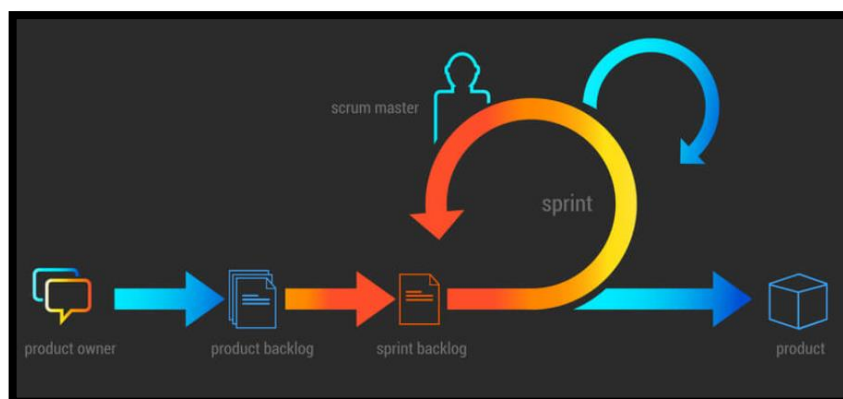 scrum master
sprint
product owner
product backlog
sprint backlog
product